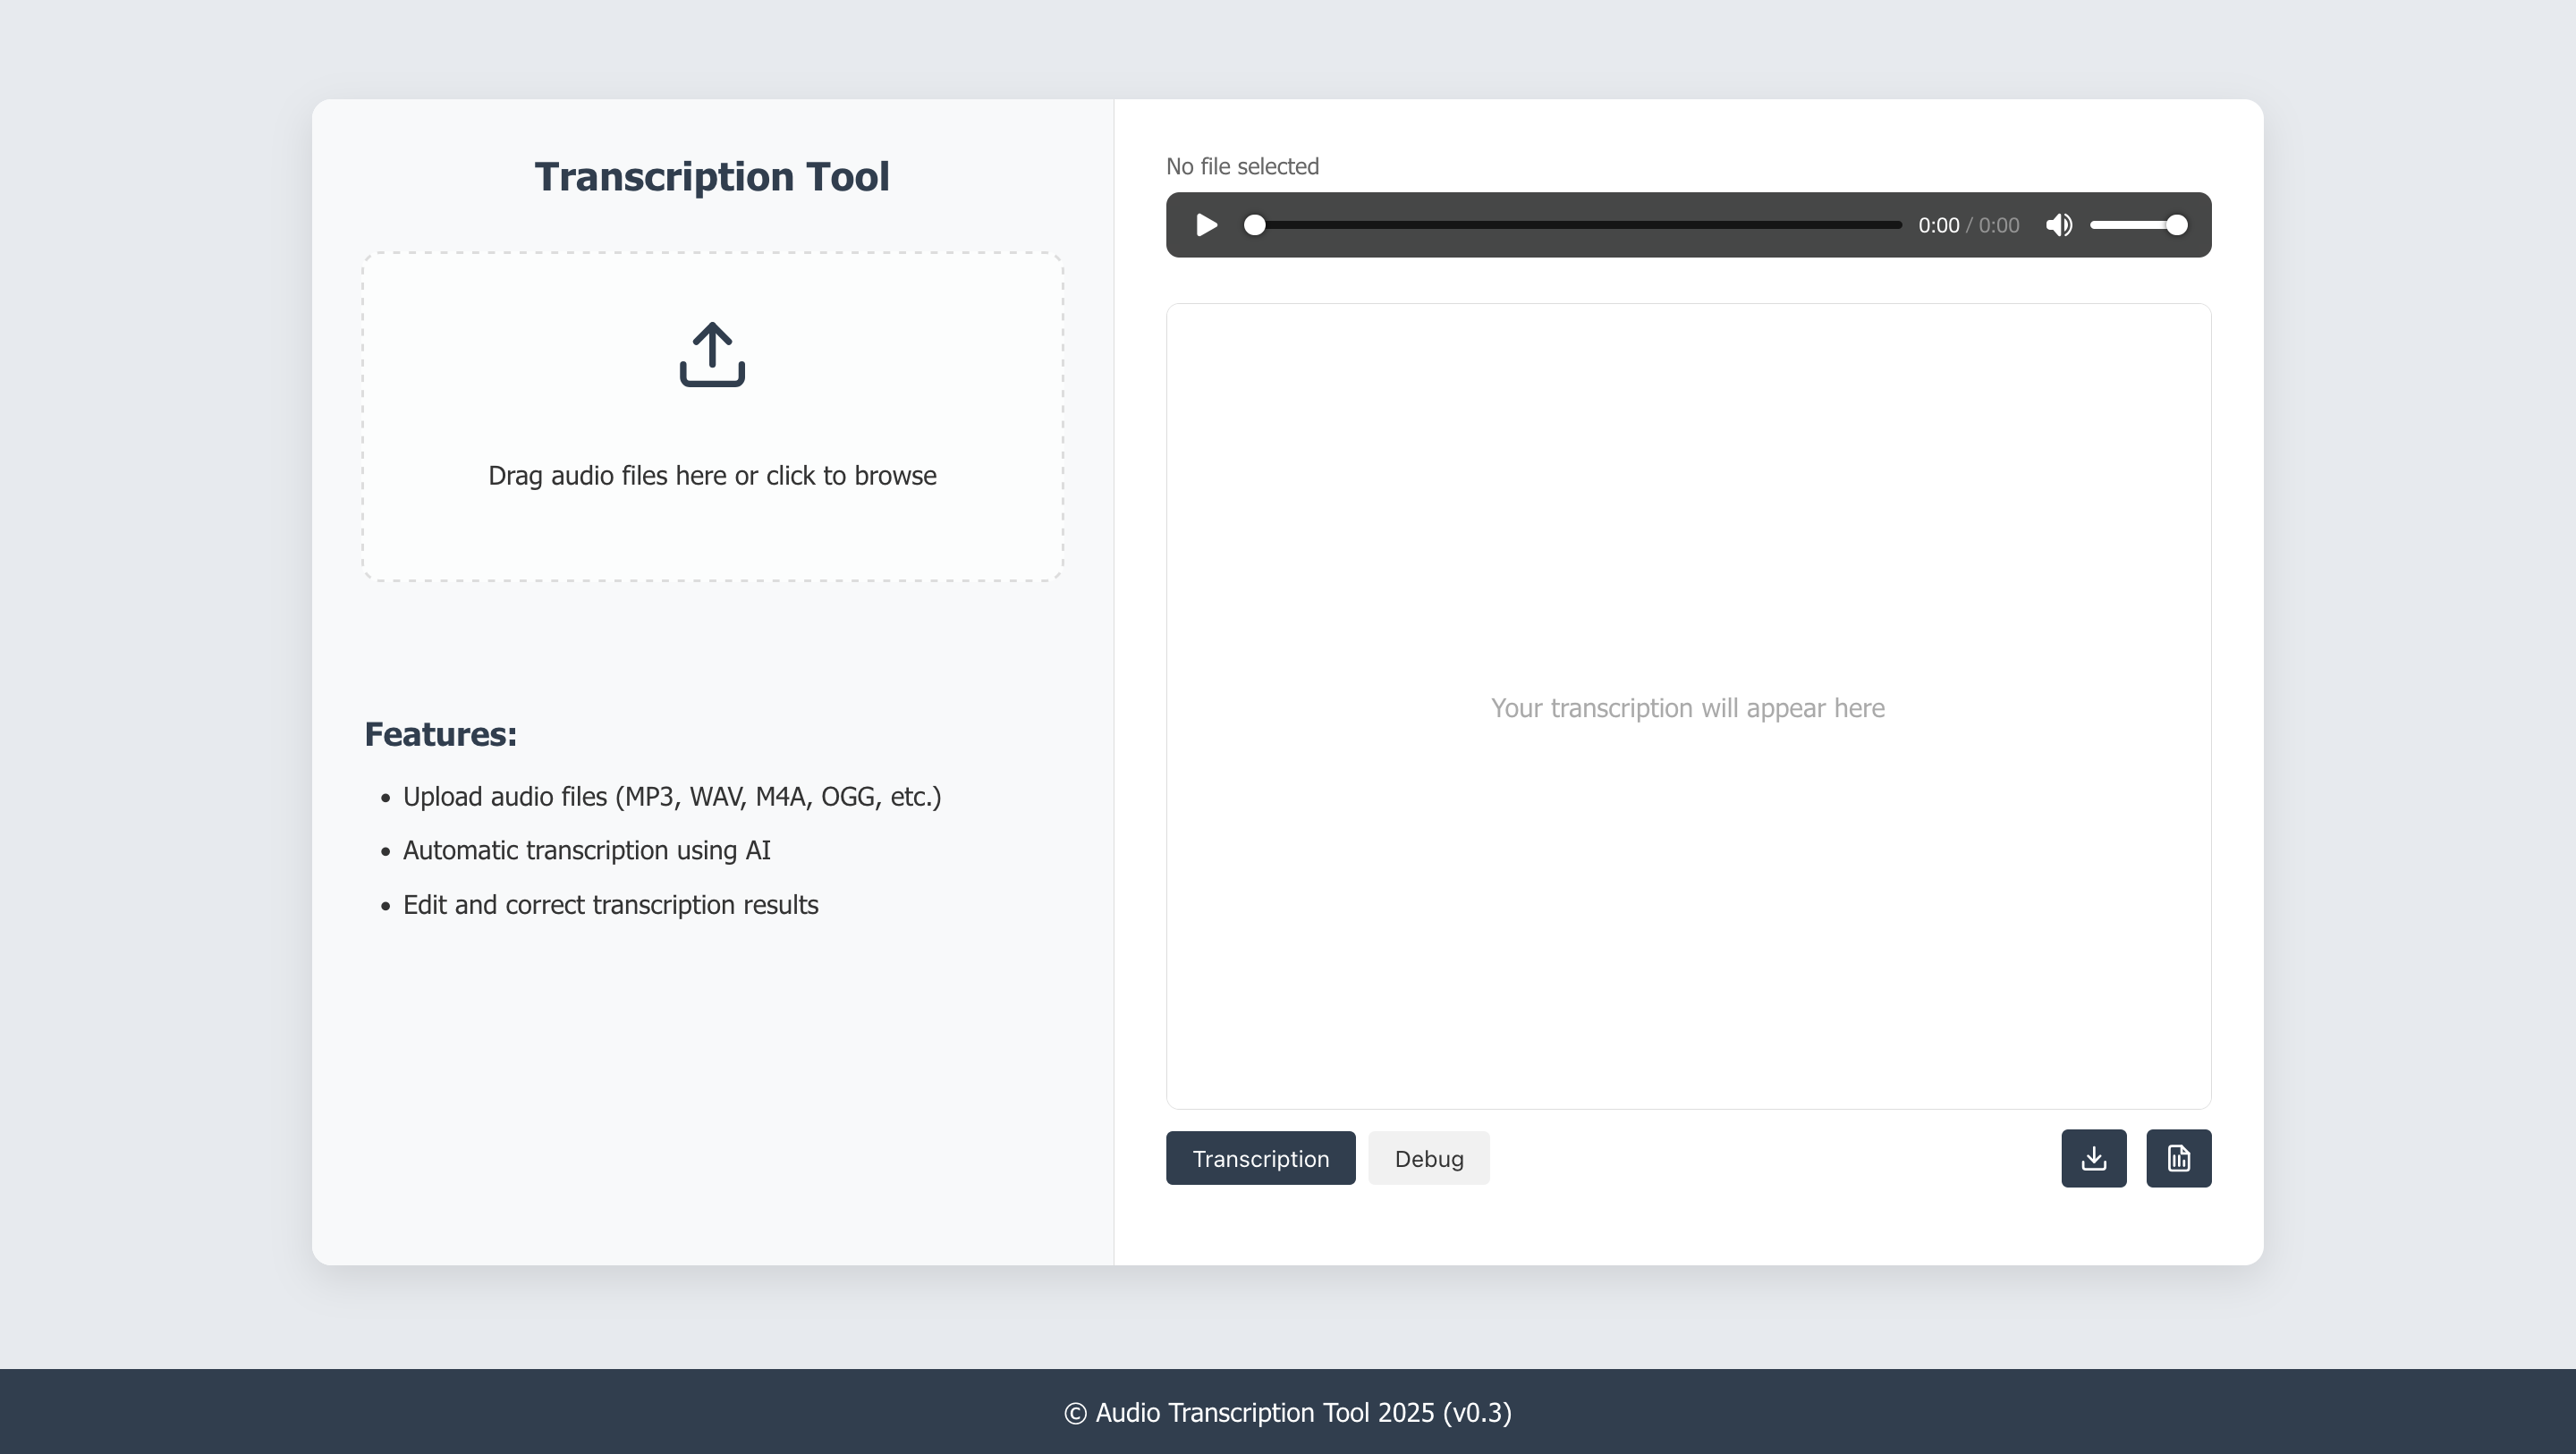 Transcription Tool
Drag audio files here or click to browse
Features:
• Upload audio files (MP3, WAV, M4A, OGG, etc.)
• Automatic transcription using AI
• Edit and correct transcription results
No file selected
0:00 / 0:00
Your transcription will appear here
Transcription
Debug
© Audio Transcription Tool 2025 (v0.3)